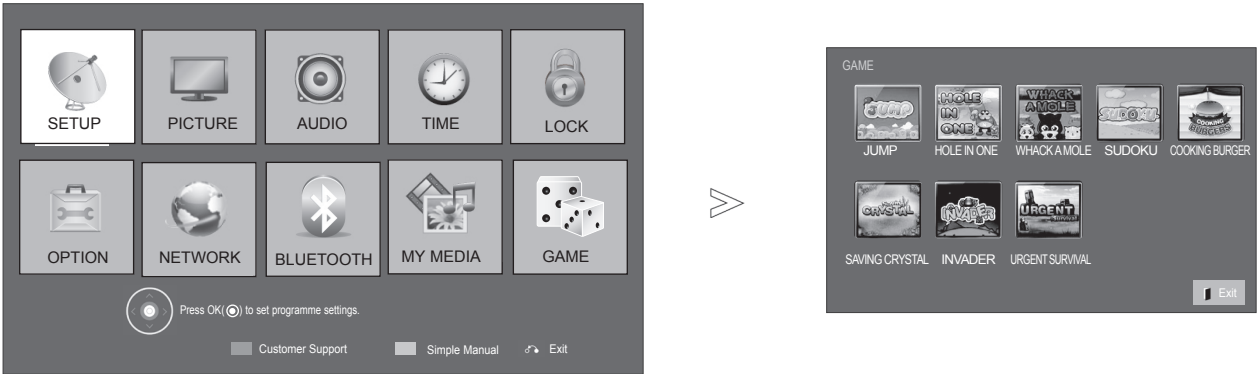 SETUP PICTURE AUDIO TIME LOCK
OPTION NETWORK BLUETOOTH MY MEDIA GAME
Press OK( ) to set programme settings.
Customer Support Simple Manual Exit
GAME
JUMP
HOLE
IN
ONE
WHACK
A MOLE
SUDOKU
COOKING
BURGERS
JUMP HOLE IN ONE WHACK A MOLE SUDOKU COOKING BURGER
CRYSTAL
INVADER
URGENT
Survival
SAVING CRYSTAL INVADER URGENT SURVIVAL
Exit